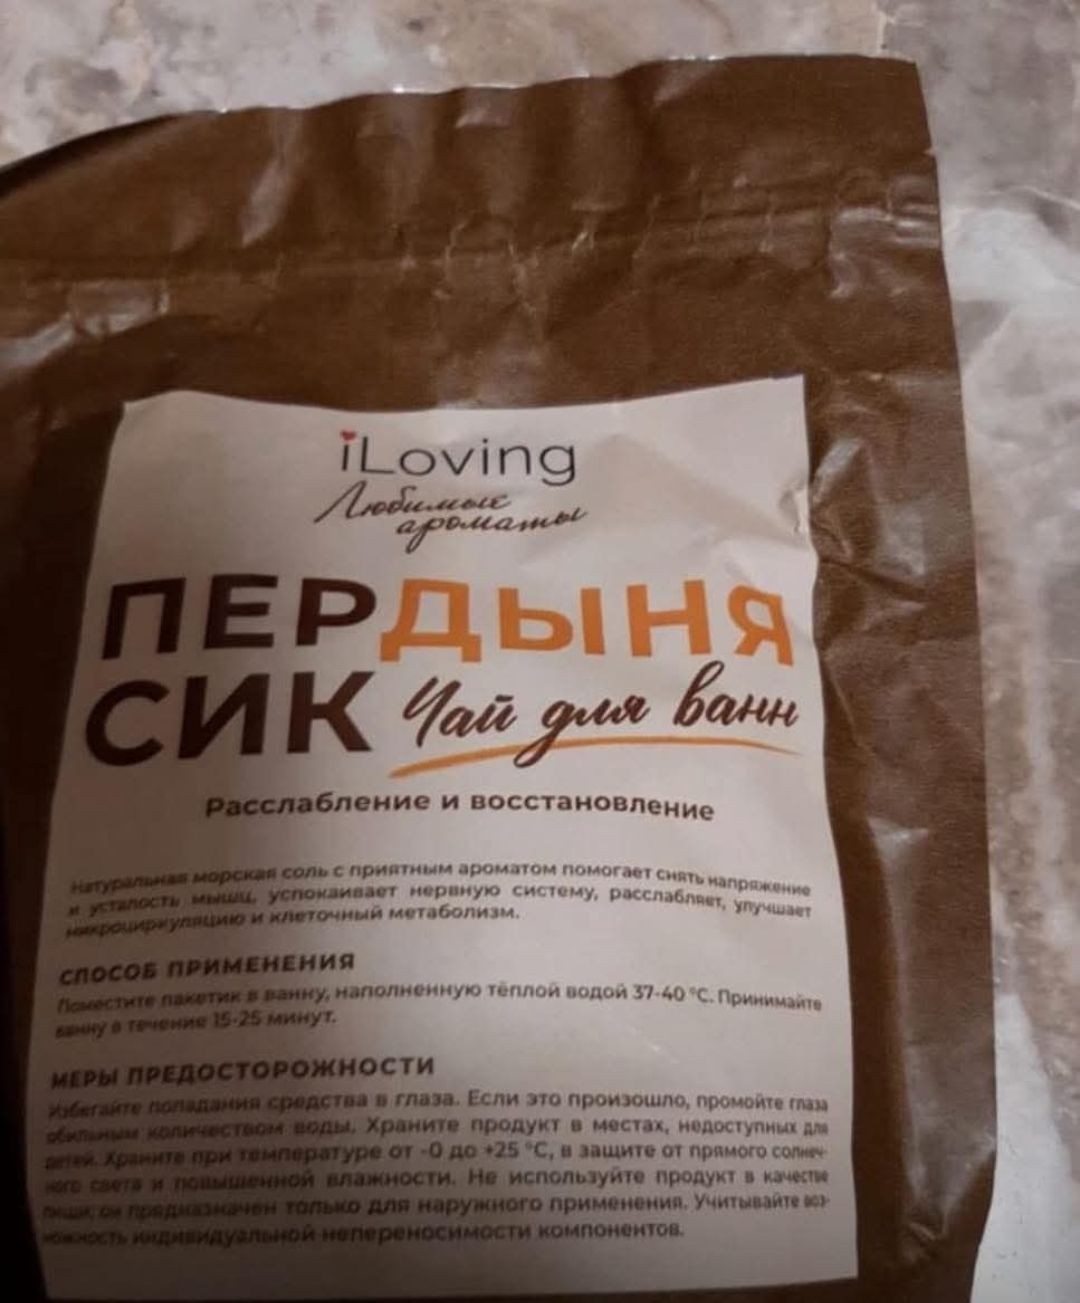 iLoving
Любимые
ароматы
ПЕРДЫНЯ
СИК Чай для ванн
Расслабление и восстановление
Натуральная морская соль с приятным ароматом помогает снять напряжение
и усталость мышц, успокаивает нервную систему, расслабляет, улучшает
микроциркуляцию и клеточный метаболизм.
СПОСОБ ПРИМЕНЕНИЯ
Поместите пакетик в ванну, наполненную тёплой водой 37-40 °С. Принимайте
ванну в течение 15-25 минут.
МЕРЫ ПРЕДОСТОРОЖНОСТИ
Избегайте попадания средства в глаза. Если это произошло, промойте глаза
обильным количеством воды. Храните продукт в местах, недоступных для
детей. Храните при температуре от -0 до +25 °С, в защите от прямого солнеч-
ного света и повышенной влажности. Не используйте продукт в качестве
пищи; он предназначен только для наружного применения. Учитывайте воз-
можность индивидуальной непереносимости компонентов.